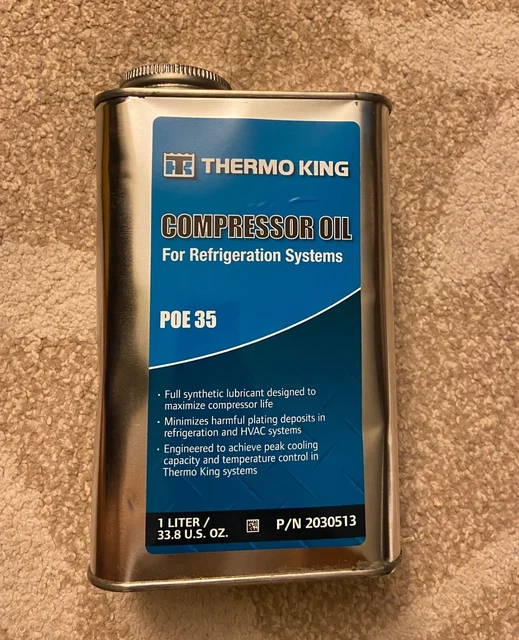 TK THERMO KING
COMPRESSOR OIL
For Refrigeration Systems
POE 35
· Full synthetic lubricant designed to
maximize compressor life
· Minimizes harmful plating deposits in
refrigeration and HVAC systems
· Engineered to achieve peak cooling
capacity and temperature control in
Thermo King systems
1 LITER /
33.8 U.S. OZ.
P/N 2030513